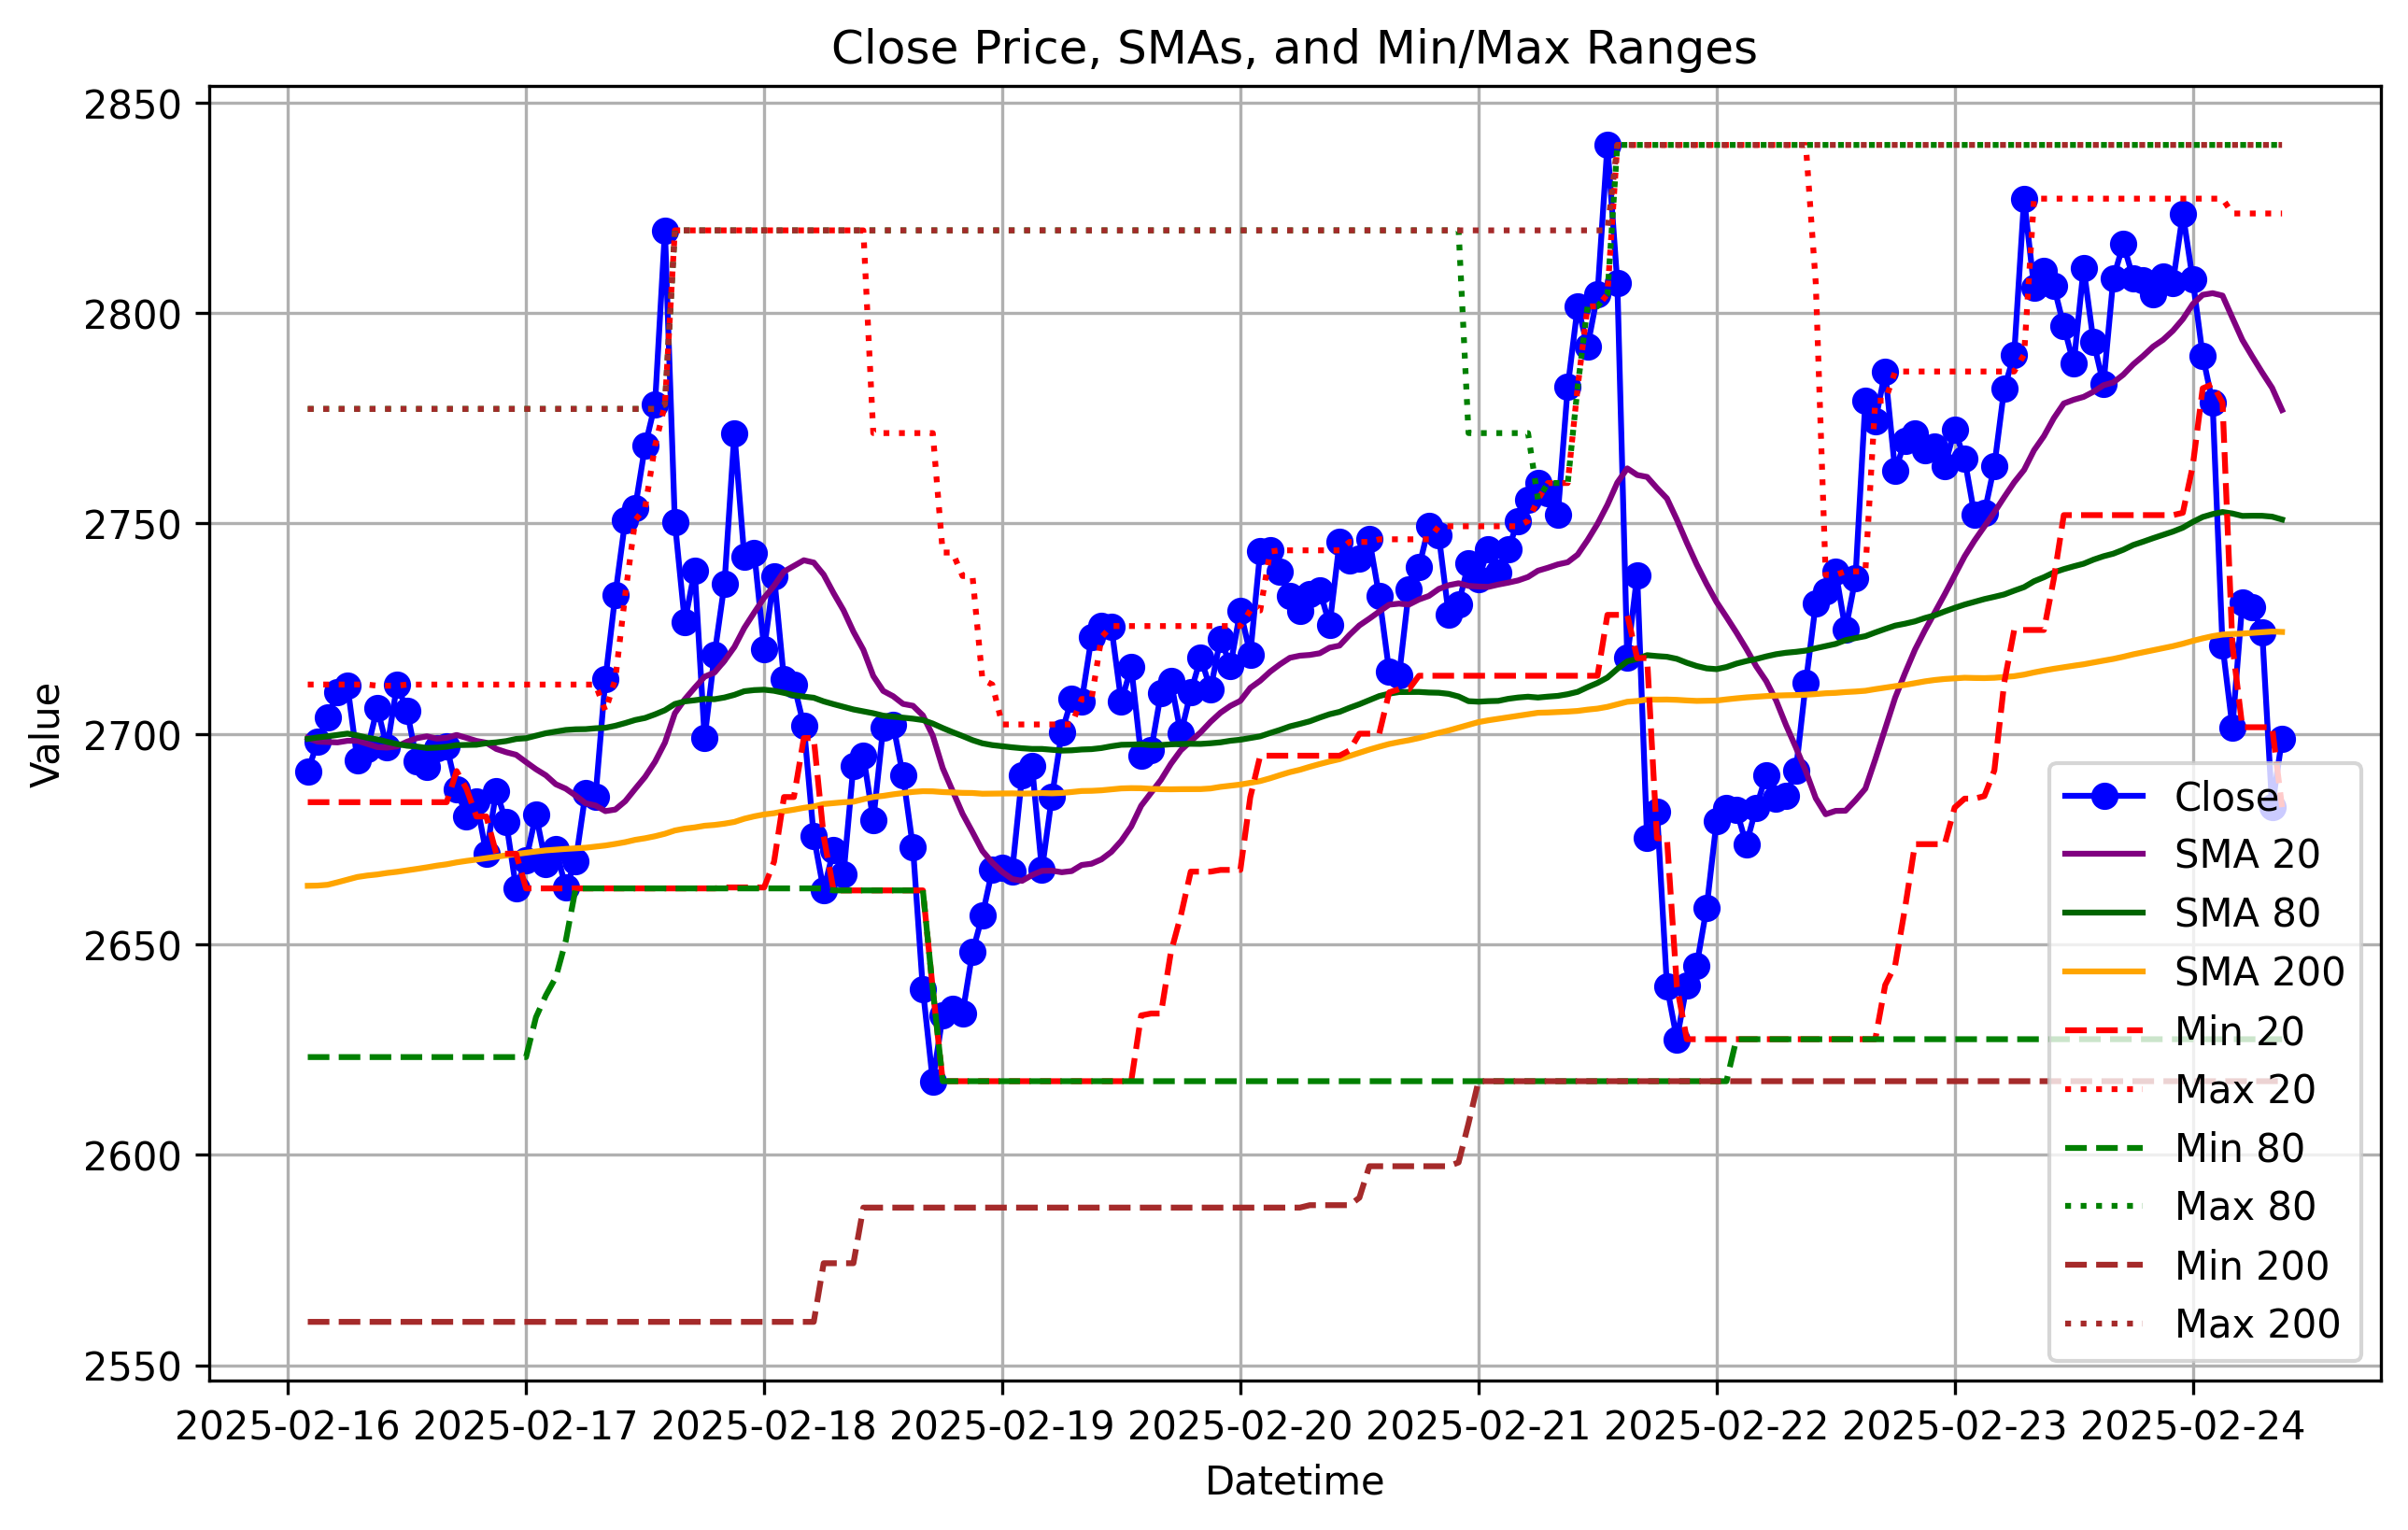 Close Price, SMAs, and Min/Max Ranges
2850
2800
2750
2700
2650
2600
2550
Value
Close
SMA 20
SMA 80
SMA 200
Min 20
Max 20
Min 80
Max 80
Min 200
Max 200
2025-02-16 2025-02-17 2025-02-18 2025-02-19 2025-02-20 2025-02-21 2025-02-22 2025-02-23 2025-02-24
Datetime